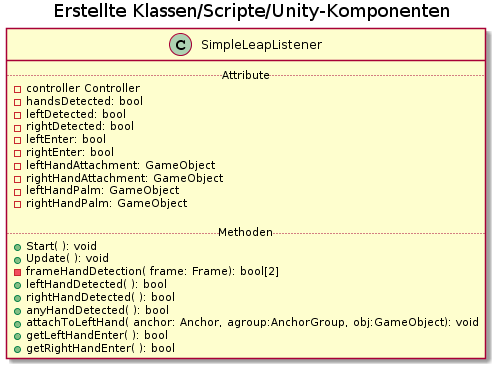 Erstellte Klassen/Scripte/Unity-Komponenten
C SimpleLeapListener
Attribute
controller Controller
handsDetected: bool
leftDetected: bool
rightDetected: bool
leftEnter: bool
rightEnter: bool
leftHandAttachment: GameObject
rightHandAttachment: GameObject
leftHandPalm: GameObject
rightHandPalm: GameObject
Methoden
Start( ): void
Update( ): void
frameHandDetection( frame: Frame): bool[2]
leftHandDetected( ): bool
rightHandDetected( ): bool
anyHandDetected( ): bool
attachToLeftHand( anchor: Anchor, agroup:AnchorGroup, obj:GameObject): void
getLeftHandEnter( ): bool
getRightHandEnter( ): bool